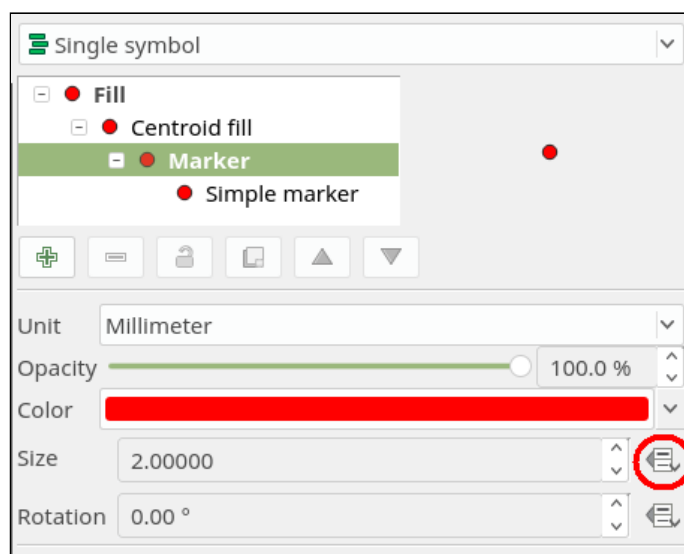 Single symbol
Fill
Centroid fill
Marker
Simple marker
Unit Millimeter
Opacity 100.0 %
Color
Size 2.00000
Rotation 0.00 °